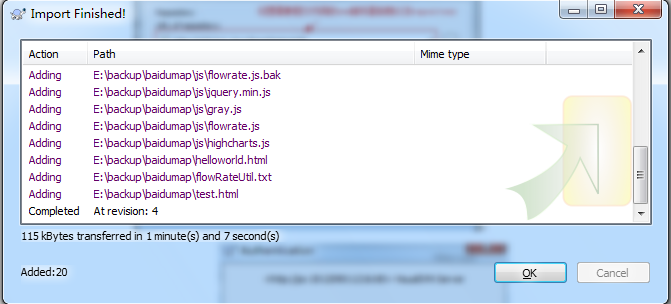 Import Finished!
Action Path Mime type
Adding E:\backup\baidumap\js\flowrate.js.bak
Adding E:\backup\baidumap\js\jquery.min.js
Adding E:\backup\baidumap\js\gray.js
Adding E:\backup\baidumap\js\flowrate.js
Adding E:\backup\baidumap\js\highcharts.js
Adding E:\backup\baidumap\helloworld.html
Adding E:\backup\baidumap\flowRateUtil.txt
Adding E:\backup\baidumap\test.html
Completed At revision: 4
115 kBytes transferred in 1 minute(s) and 7 second(s)
Added:20
OK Cancel